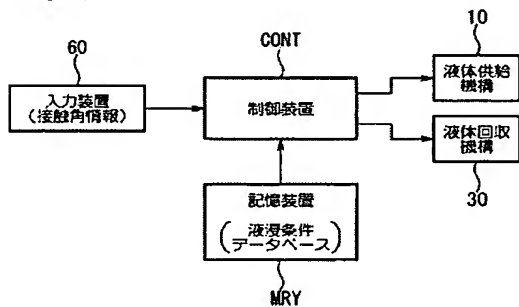 60
CONT
10
入力装置
(接触角情報)
制御装置
液体供給
機構
液体回収
機構
30
記憶装置
(液浸条件
データベース)
MRY